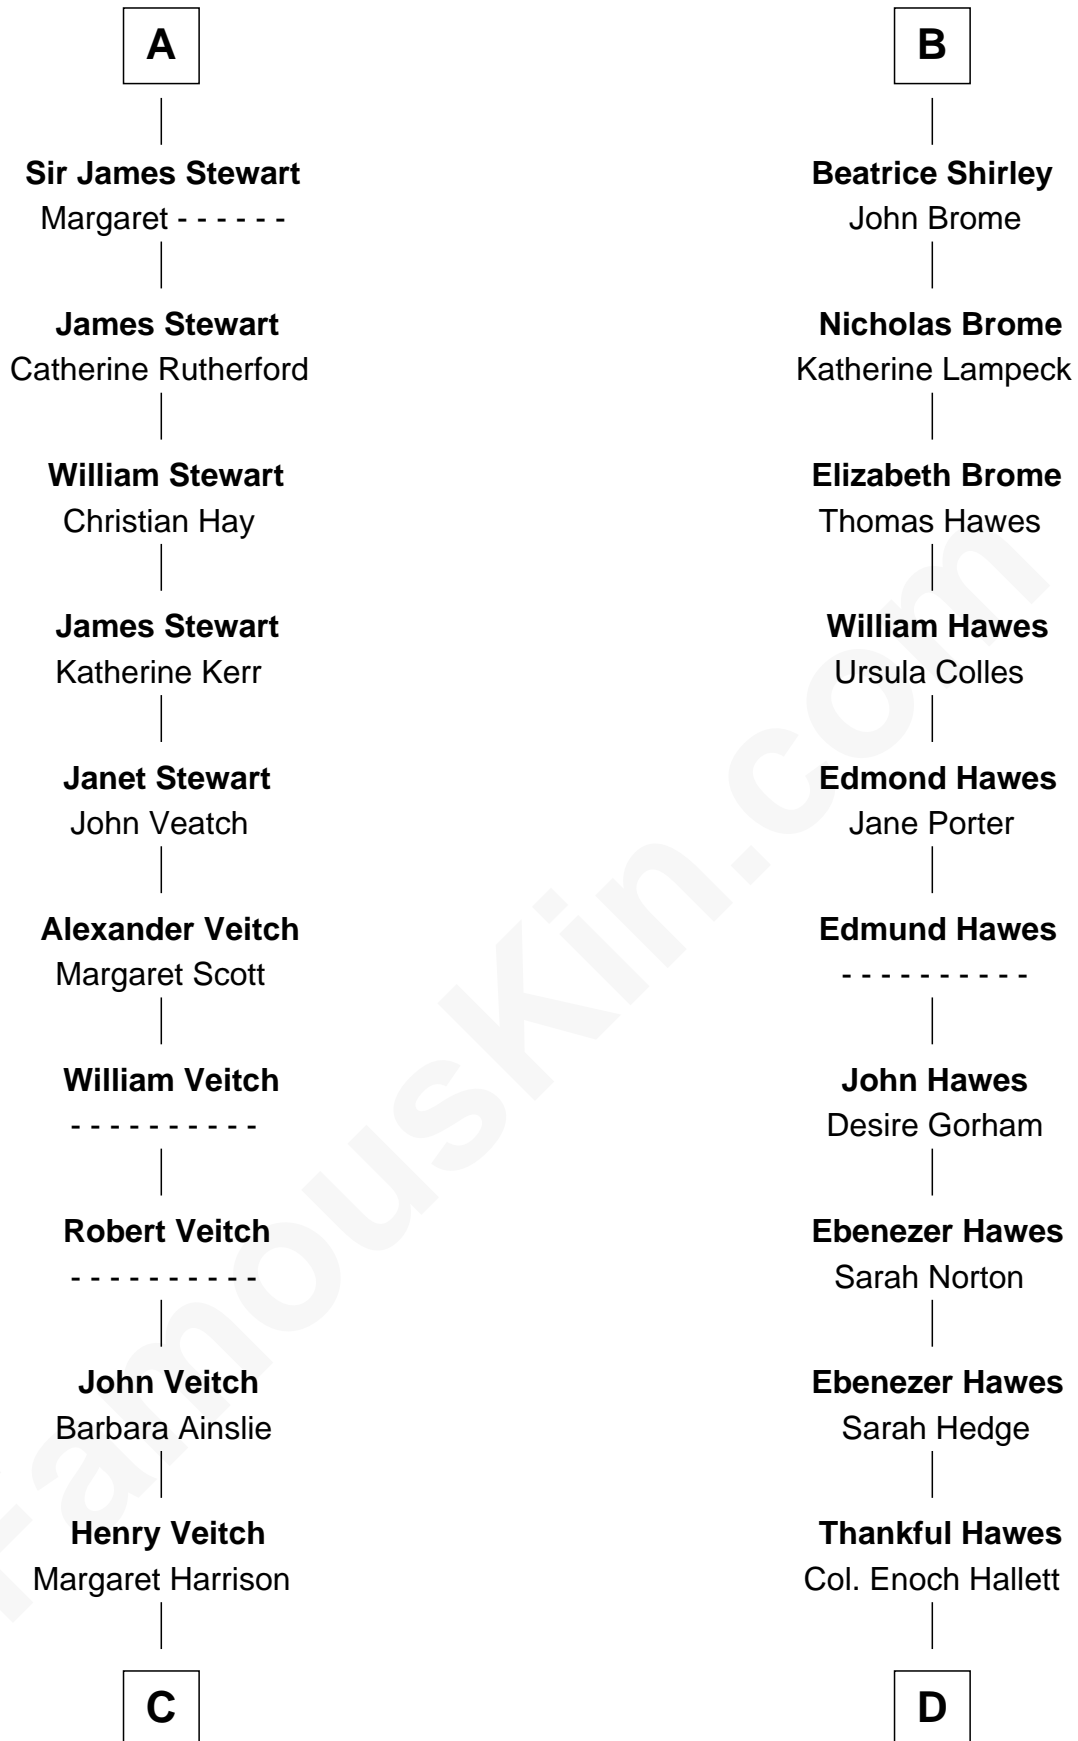 A
Sir James Stewart
Margaret - - - - - -
James Stewart
Catherine Rutherford
William Stewart
Christian Hay
James Stewart
Katherine Kerr
Janet Stewart
John Veatch
Alexander Veitch
Margaret Scott
William Veitch
- - - - - - - - - -
Robert Veitch
- - - - - - - - - -
John Veitch
Barbara Ainslie
Henry Veitch
Margaret Harrison
C
B
Beatrice Shirley
John Brome
Nicholas Brome
Katherine Lampeck
Elizabeth Brome
Thomas Hawes
William Hawes
Ursula Colles
Edmond Hawes
Jane Porter
Edmund Hawes
- - - - - - - - - -
John Hawes
Desire Gorham
Ebenezer Hawes
Sarah Norton
Ebenezer Hawes
Sarah Hedge
Thankful Hawes
Col. Enoch Hallett
D
FamousKin.com